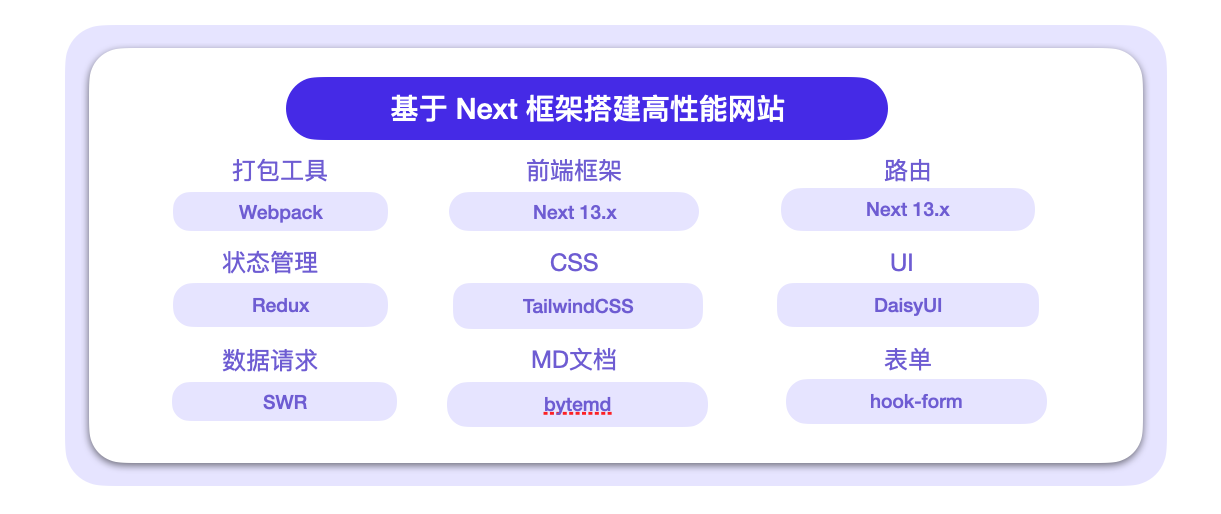 基于 Next 框架搭建高性能网站
打包工具 前端框架 路由
Webpack Next 13.x Next 13.x
状态管理 CSS UI
Redux TailwindCSS DaisyUI
数据请求 MD文档 表单
SWR bytemd hook-form